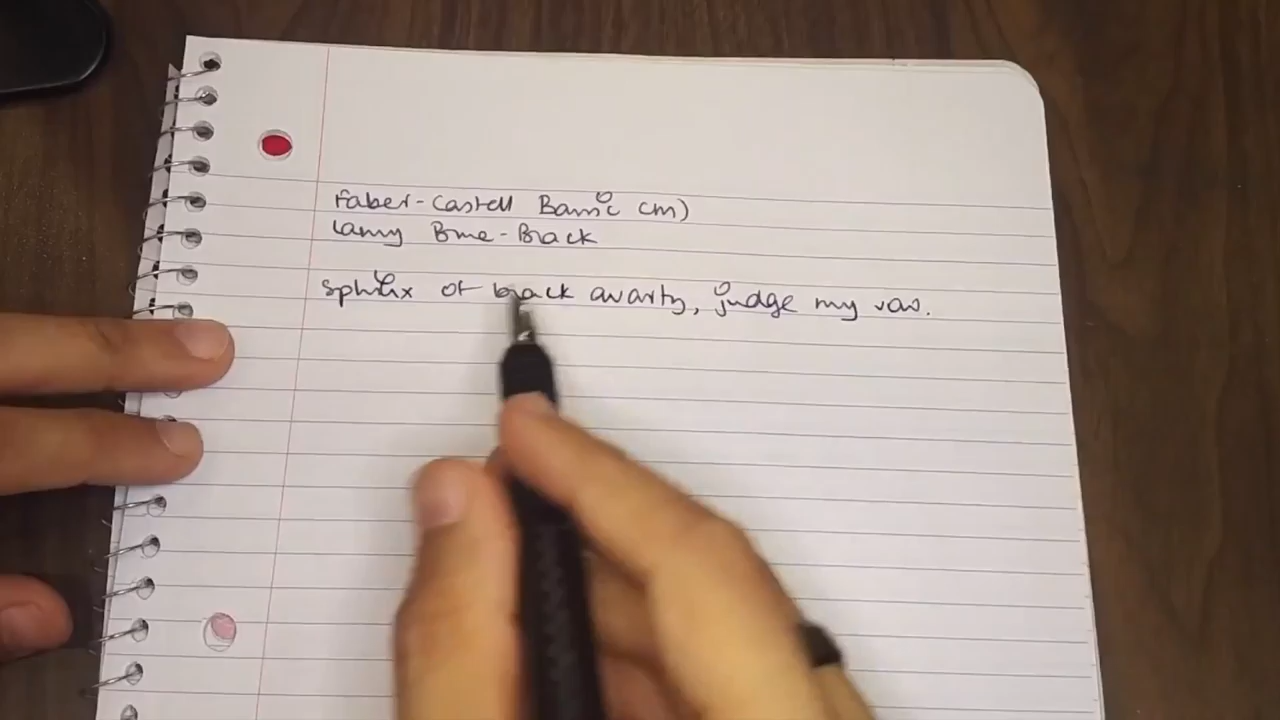 Faber-Castell Basic (M)
Lamy Blue-Black
Sphinx of black quartz, judge my vow.